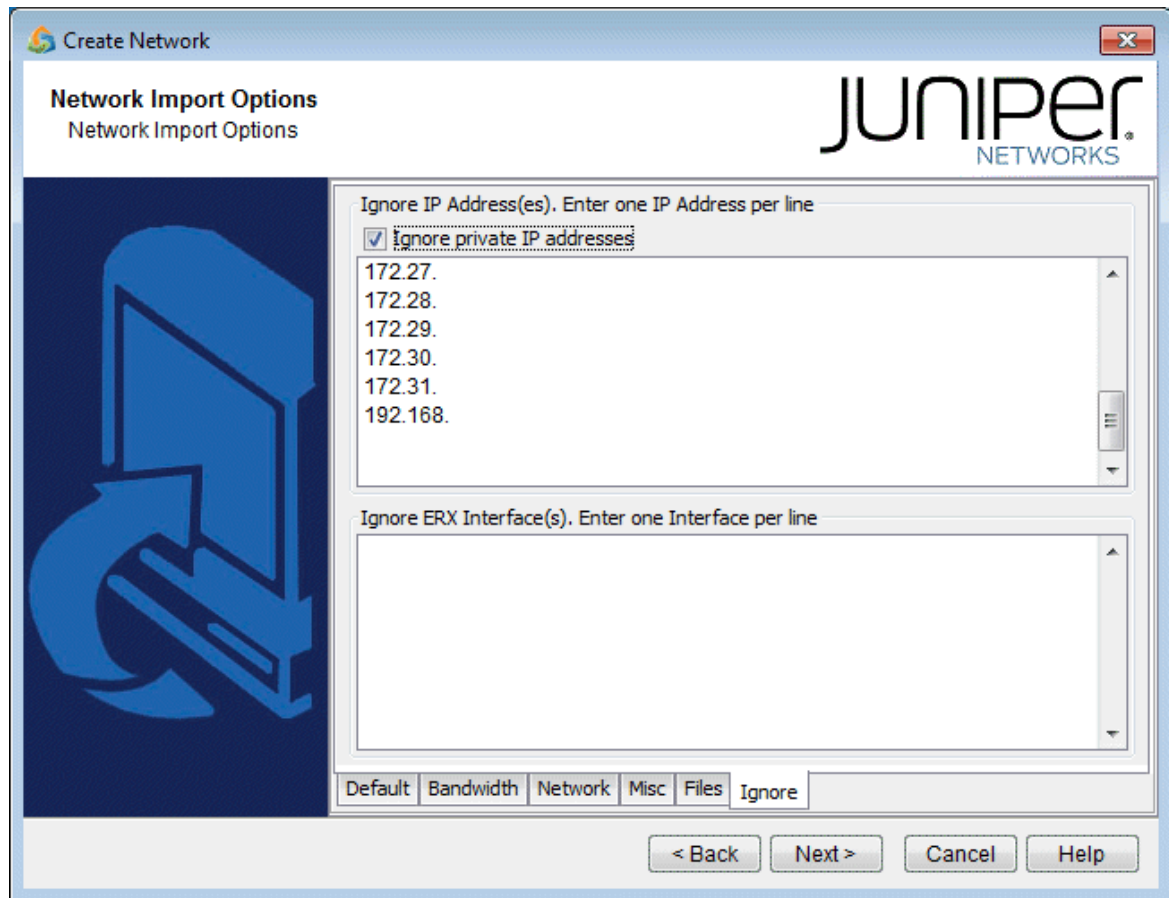 Create Network
Network Import Options
Network Import Options
JUNIPER
NETWORKS
Ignore IP Address(es). Enter one IP Address per line
Ignore private IP addresses
172.27.
172.28.
172.29.
172.30.
172.31.
192.168.
Ignore ERX Interface(s). Enter one Interface per line
Default Bandwidth Network Misc Files Ignore
< Back Next > Cancel Help